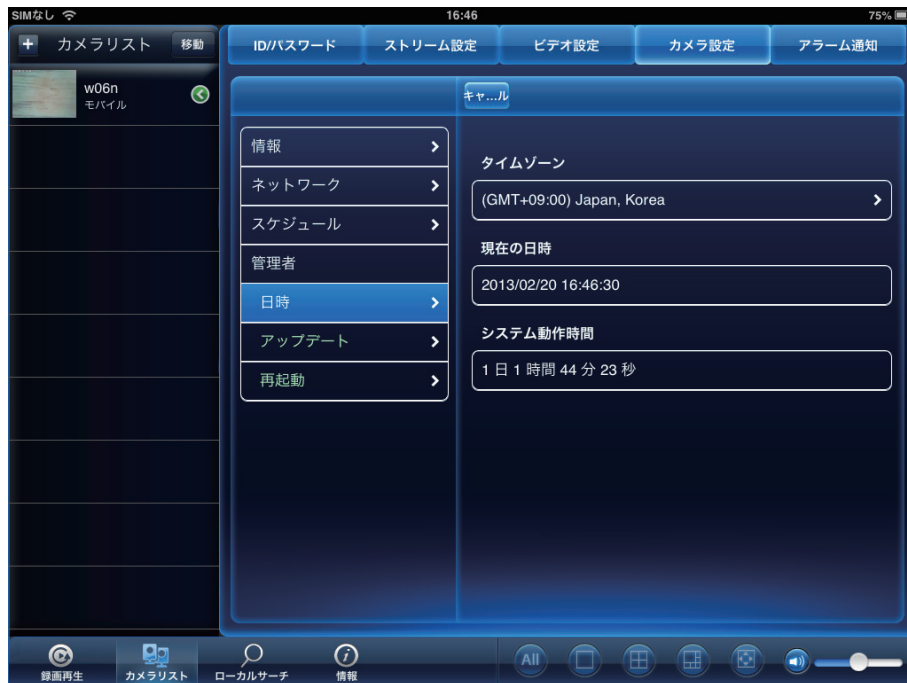 SIMなし 16:46 75%
カメラリスト 移動
ID/パスワード ストリーム設定 ビデオ設定 カメラ設定 アラーム通知
w06n
モバイル
キャ...ル
情報
ネットワーク
スケジュール
管理者
日時
アップデート
再起動
タイムゾーン
(GMT+09:00) Japan, Korea
現在の日時
2013/02/20 16:46:30
システム動作時間
1 日 1 時間 44 分 23 秒
録画再生 カメラリスト ローカルサーチ 情報 All